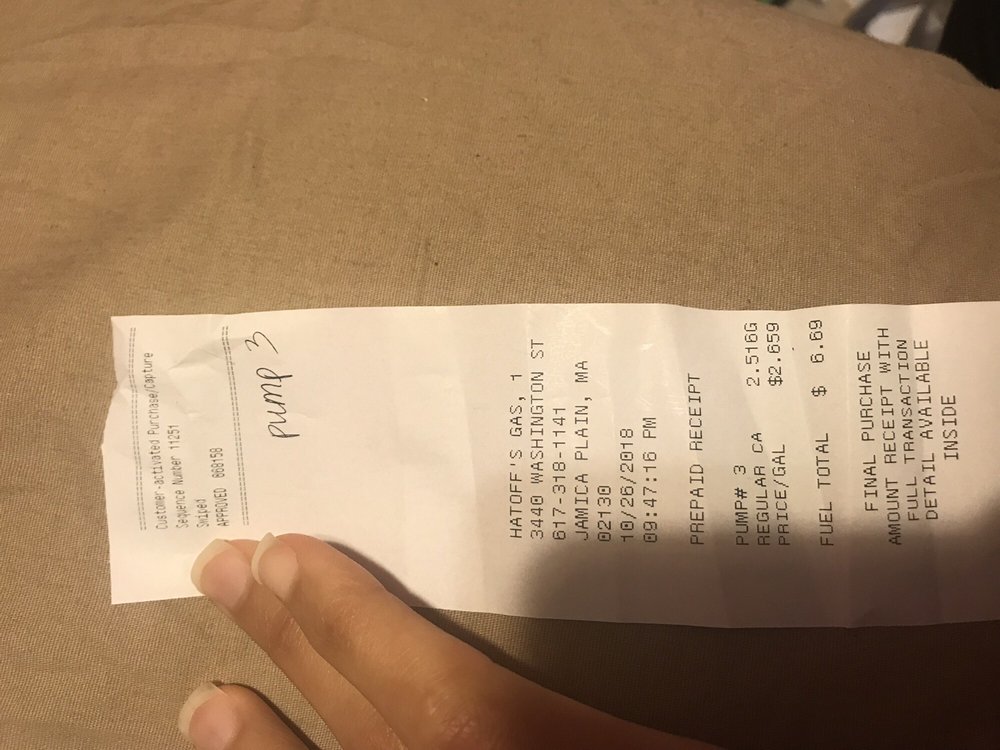 ==============================
Customer-activated Purchase/Capture
Sequence Number 11251
Swiped
APPROVED 668158
==============================
pump 3
HATOFF'S GAS, 1
3440 WASHINGTON ST
617-318-1141
JAMICA PLAIN, MA
02130
10/26/2018
09:47:16 PM
PREPAID RECEIPT
PUMP# 3
REGULAR CA 2.516G
PRICE/GAL $2.659
FUEL TOTAL $ 6.69
FINAL PURCHASE
AMOUNT RECEIPT WITH
FULL TRANSACTION
DETAIL AVAILABLE
INSIDE